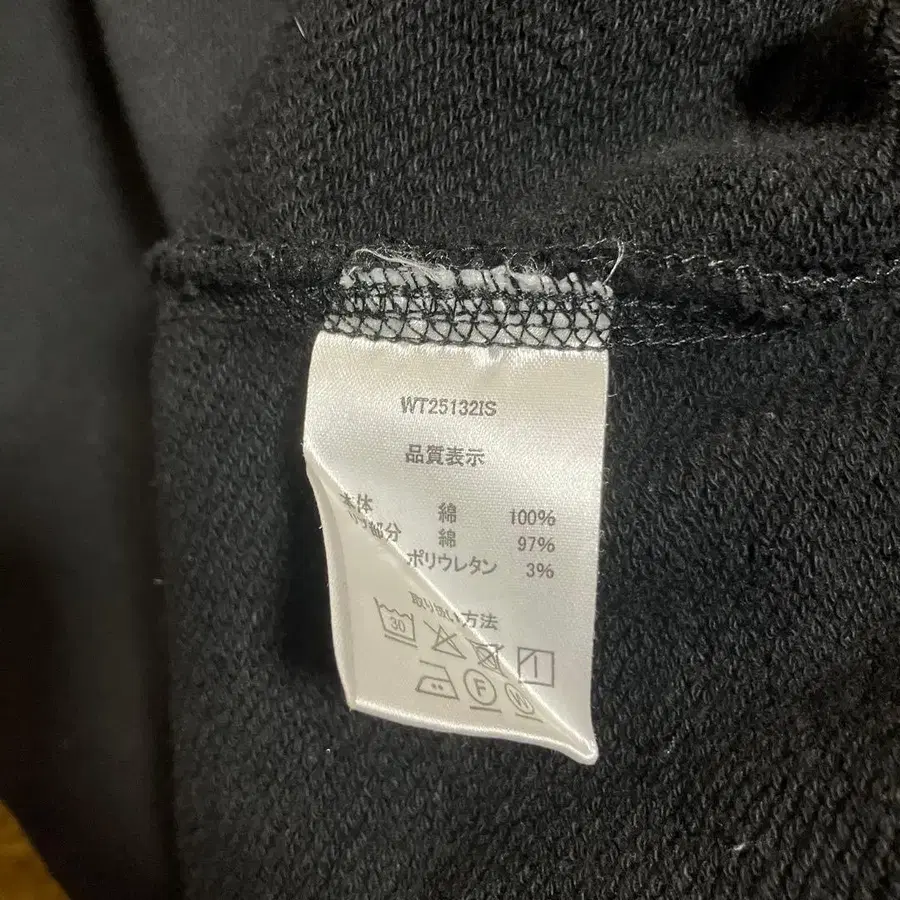 WT25132IS
品質表示
本体 綿 100%
部分 綿 97%
ポリウレタン 3%
取り扱い方法
30
F
W